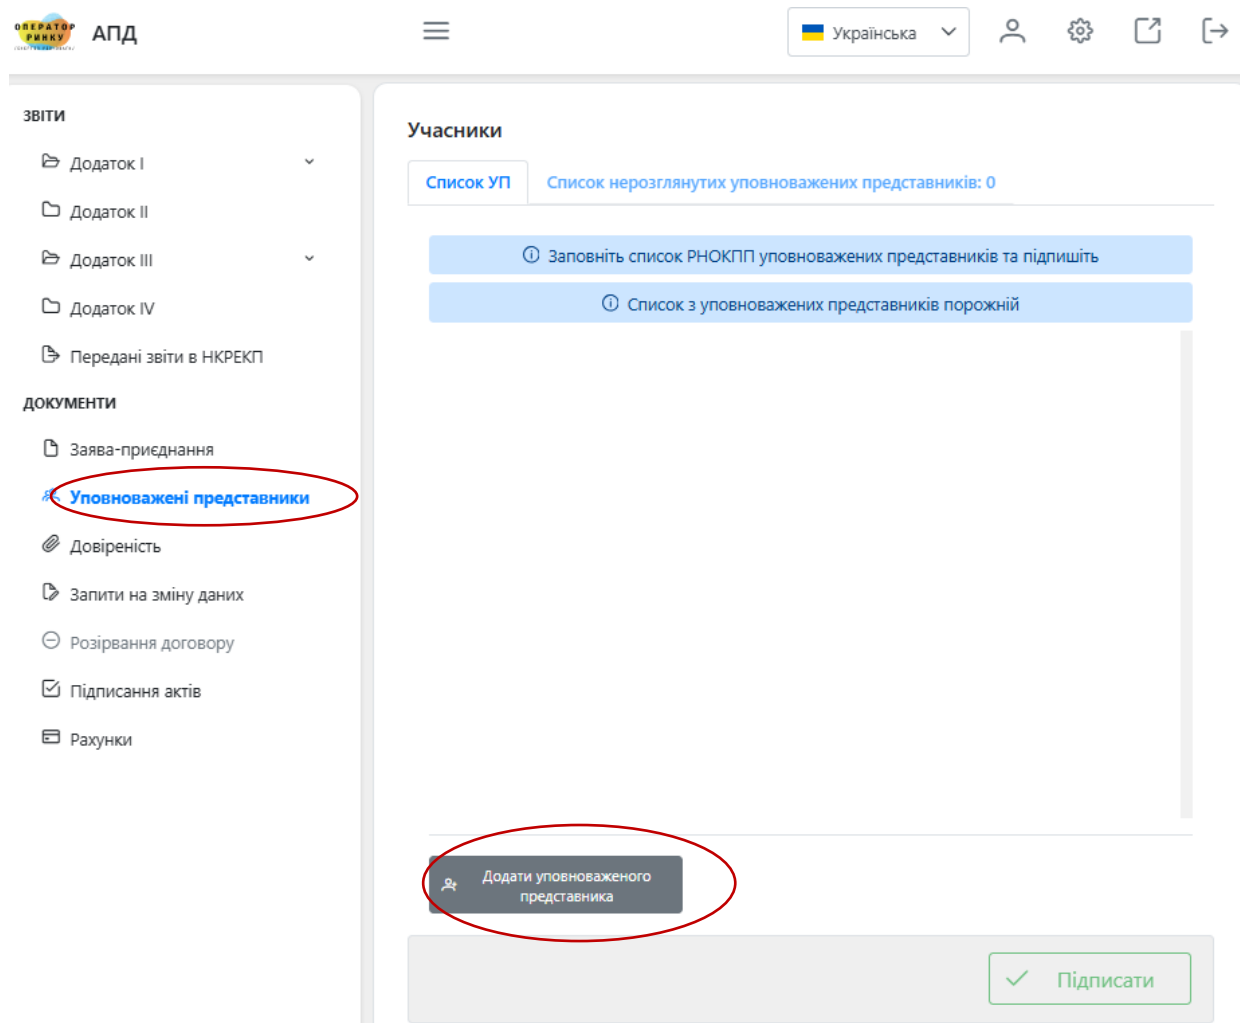 ОПЕРАТОР
РИНКУ
АПД
Українська
ЗВІТИ
Додаток I
Додаток II
Додаток III
Додаток IV
Передані звіти в НКРЕКП
ДОКУМЕНТИ
Заява-приєднання
Уповноважені представники
Довіреність
Запити на зміну даних
Розірвання договору
Підписання актів
Рахунки
Учасники
Список УП
Список нерозглянутих уповноважених представників: 0
Заповніть список РНОКПП уповноважених представників та підпишіть
Список з уповноважених представників порожній
Додати уповноваженого
представника
Підписати